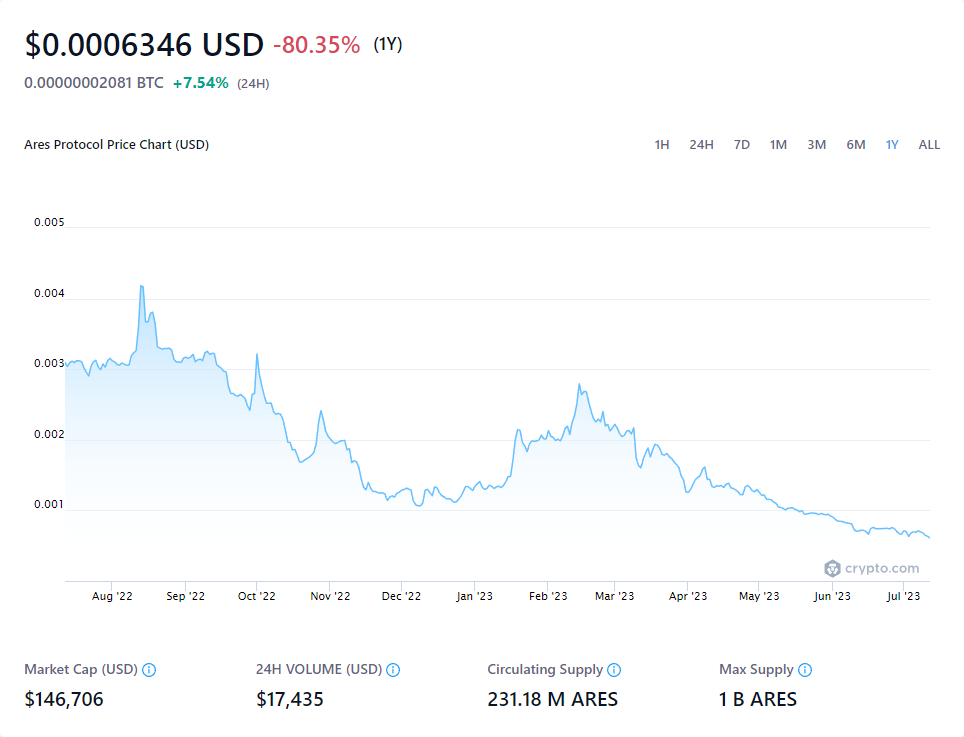 $0.0006346 USD -80.35% (1Y)
0.00000002081 BTC +7.54% (24H)
Ares Protocol Price Chart (USD) 1H 24H 7D 1M 3M 6M 1Y ALL
0.005
0.004
0.003
0.002
0.001
crypto.com
Aug '22 Sep '22 Oct '22 Nov '22 Dec '22 Jan '23 Feb '23 Mar '23 Apr '23 May '23 Jun '23 Jul '23
Market Cap (USD) 24H VOLUME (USD) Circulating Supply Max Supply
$146,706 $17,435 231.18 M ARES 1 B ARES